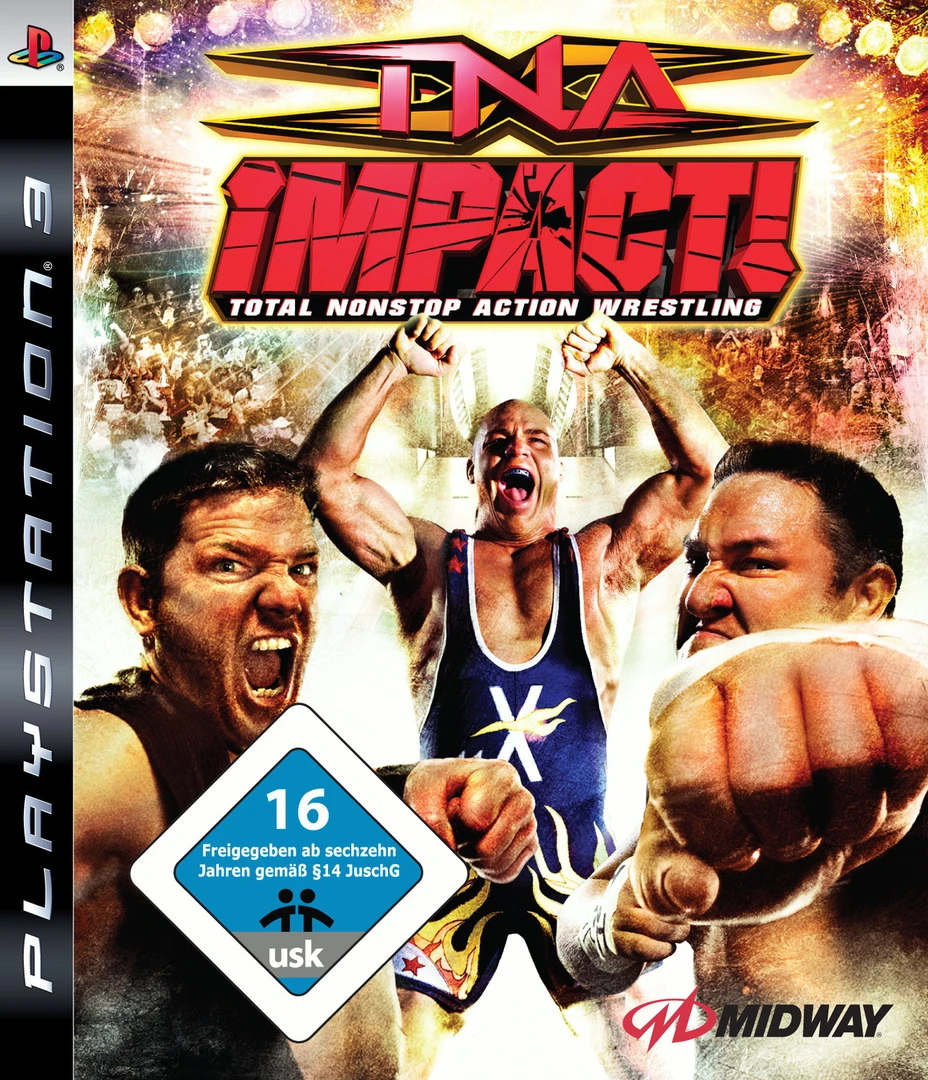 PLAYSTATION 3
TNA
iMPACT!
TOTAL NONSTOP ACTION WRESTLING
X
16
Freigegeben ab sechzehn
Jahren gemäß §14 JuschG
usk
MIDWAY